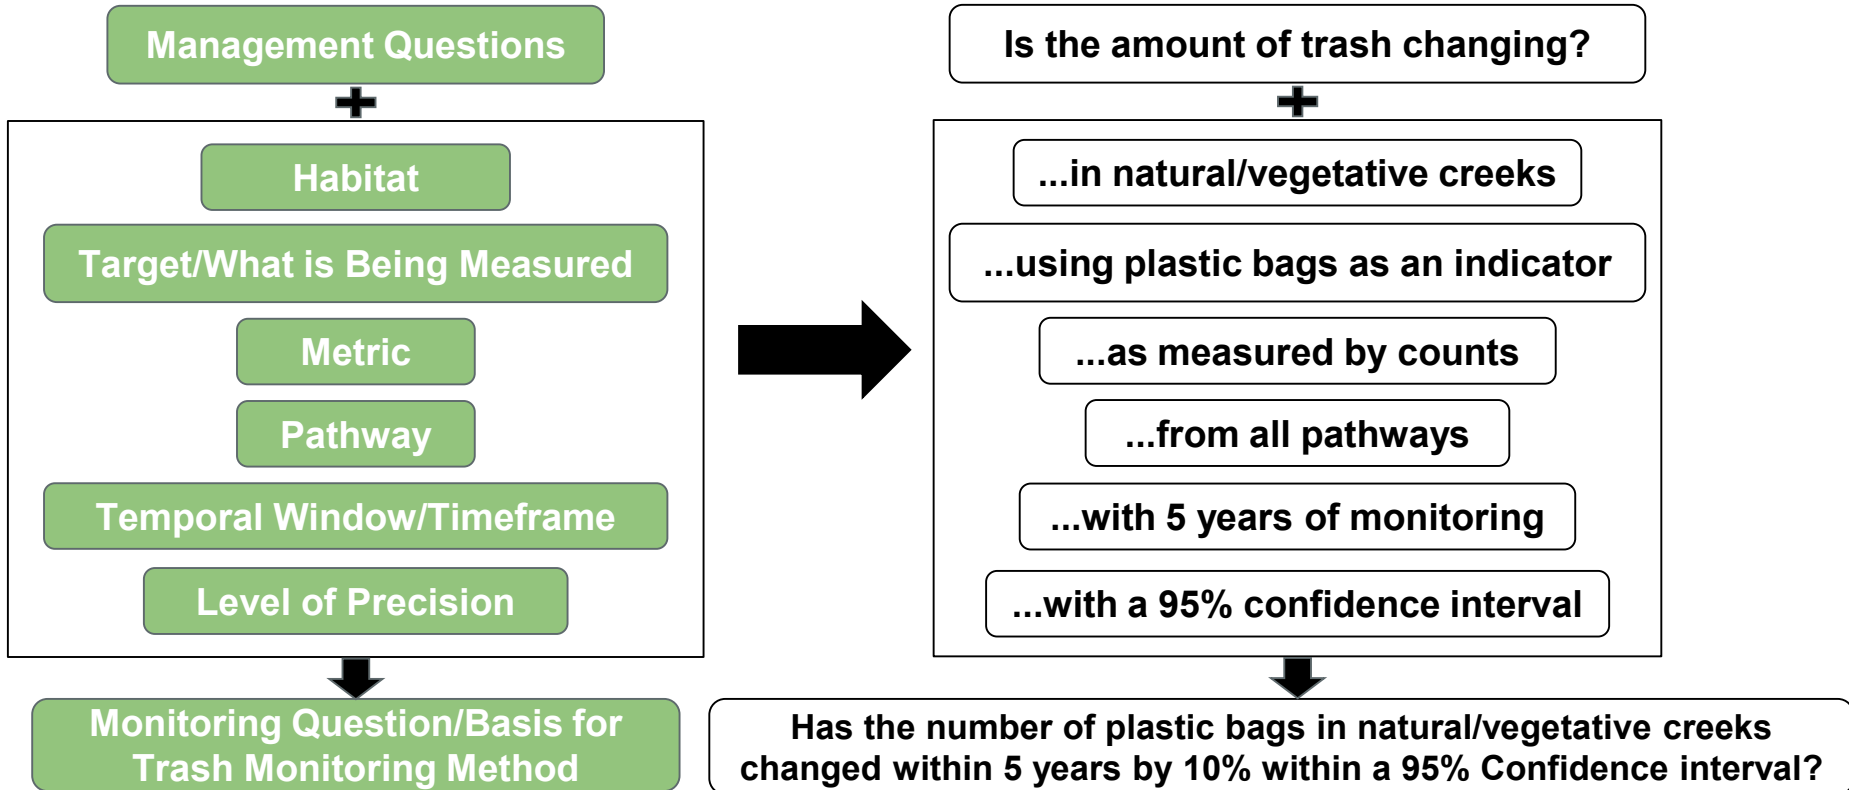 Management Questions
Habitat
Target/What is Being Measured
Metric
Pathway
Temporal Window/Timeframe
Level of Precision
Monitoring Question/Basis for
Trash Monitoring Method
Is the amount of trash changing?
...in natural/vegetative creeks
...using plastic bags as an indicator
...as measured by counts
...from all pathways
...with 5 years of monitoring
...with a 95% confidence interval
Has the number of plastic bags in natural/vegetative creeks
changed within 5 years by 10% within a 95% Confidence interval?